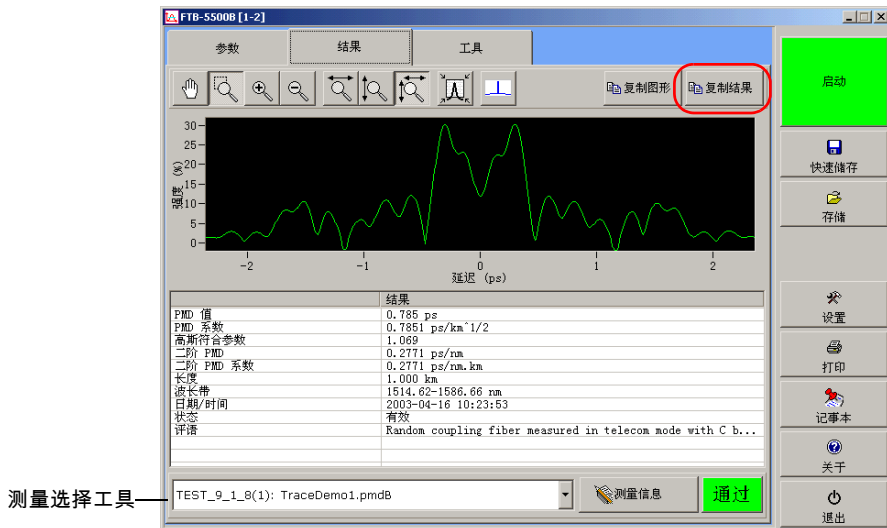 FTB-5500B [1-2]
参数 结果 工具
复制图形 复制结果
启动
快速储存
存储
设置
打印
记事本
关于
退出
强度 (%)
30
25
20
15
10
5
0
-2 -1 0 1 2
延迟 (ps)
结果
PMD 值 0.785 ps
PMD 系数 0.7851 ps/km^1/2
高斯符合参数 1.069
二阶 PMD 0.2771 ps/nm
二阶 PMD 系数 0.2771 ps/nm.km
长度 1.000 km
波长带 1514.62-1586.66 nm
日期/时间 2003-04-16 10:23:53
状态 有效
评语 Random coupling fiber measured in telecom mode with C b...
测量选择工具
TEST_9_1_8(1): TraceDemo1.pmdB
测量信息
通过